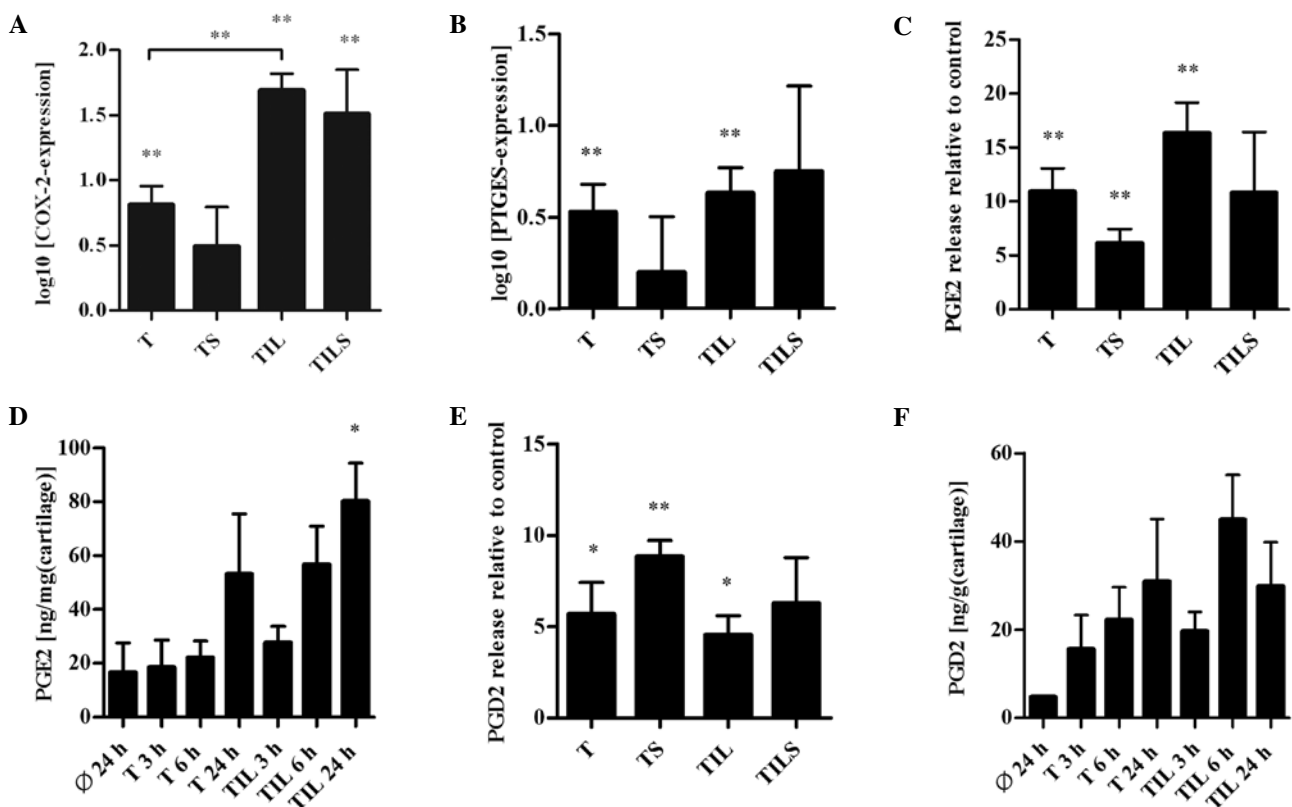 A
log10 [COX-2-expression]
2.0
1.5
1.0
0.5
0.0
**
**
**
**
T
TS
TIL
TILS
B
log10 [PTGES-expression]
1.5
1.0
0.5
0.0
**
**
T
TS
TIL
TILS
C
PGE2 release relative to control
25
20
15
10
5
0
**
**
**
T
TS
TIL
TILS
D
PGE2 [ng/mg(cartilage)]
100
80
60
40
20
0
*
Ø 24 h
T 3 h
T 6 h
T 24 h
TIL 3 h
TIL 6 h
TIL 24 h
E
PGD2 release relative to control
15
10
5
0
*
**
*
T
TS
TIL
TILS
F
PGD2 [ng/g(cartilage)]
60
40
20
0
Ø 24 h
T 3 h
T 6 h
T 24 h
TIL 3 h
TIL 6 h
TIL 24 h